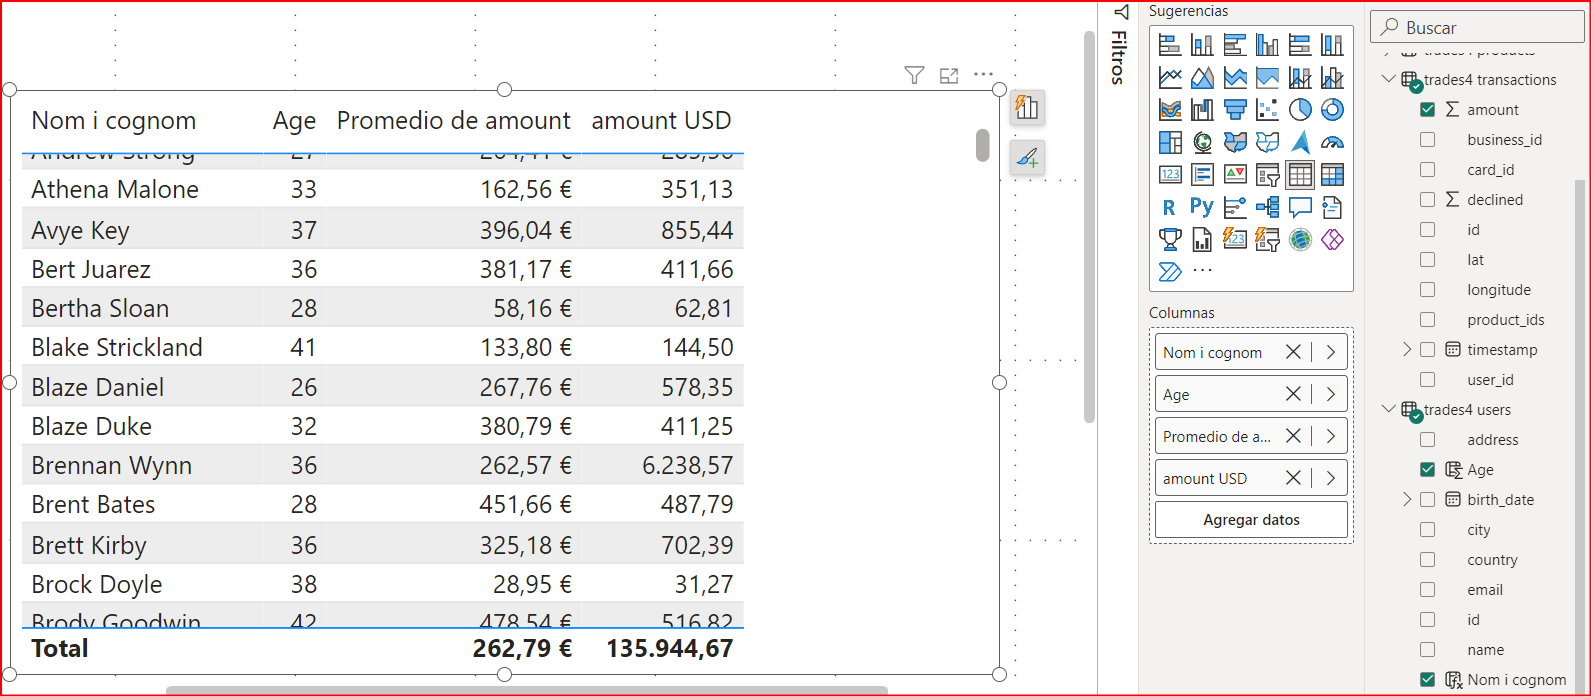 Nom i cognom Age Promedio de amount amount USD
Andrew Strong 27
Athena Malone 33 162,56 € 351,13
Avye Key 37 396,04 € 855,44
Bert Juarez 36 381,17 € 411,66
Bertha Sloan 28 58,16 € 62,81
Blake Strickland 41 133,80 € 144,50
Blaze Daniel 26 267,76 € 578,35
Blaze Duke 32 380,79 € 411,25
Brennan Wynn 36 262,57 € 6.238,57
Brent Bates 28 451,66 € 487,79
Brett Kirby 36 325,18 € 702,39
Brock Doyle 38 28,95 € 31,27
Brody Goodwin 42 478,54 € 516,82
Total 262,79 € 135.944,67
Filtros
Sugerencias
123
R Py
123
...
Columnas
Nom i cognom
Age
Promedio de a...
amount USD
Agregar datos
Buscar
trades4 products
trades4 transactions
amount
business_id
card_id
declined
id
lat
longitude
product_ids
timestamp
user_id
trades4 users
address
Age
birth_date
city
country
email
id
name
Nom i cognom